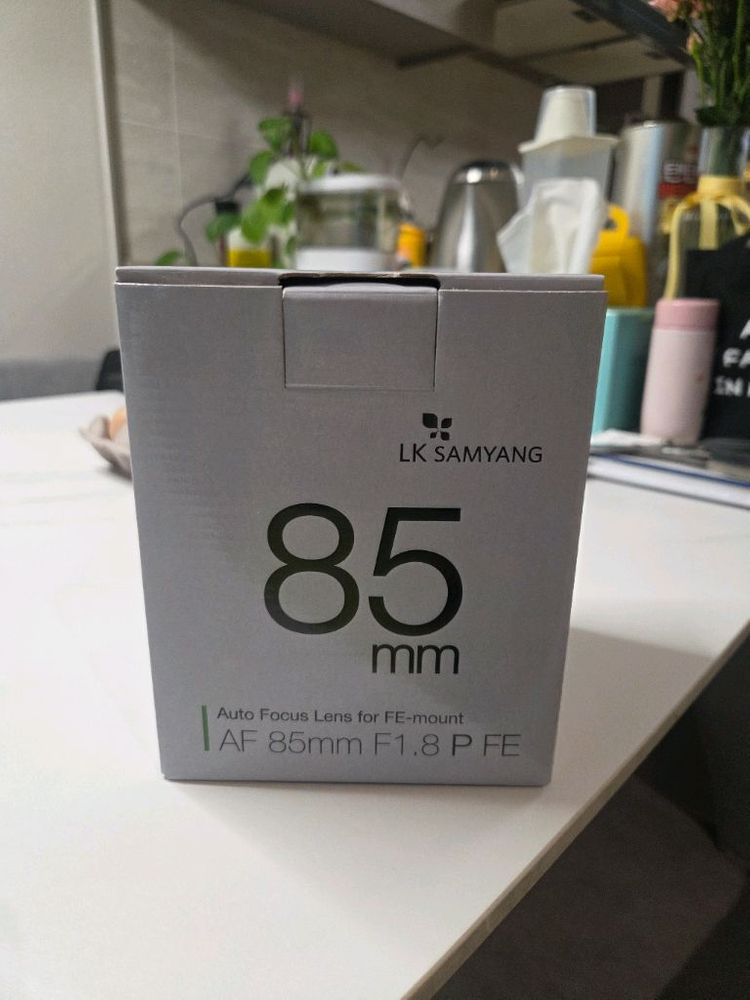 LK SAMYANG
85
mm
Auto Focus Lens for FE-mount
AF 85mm F1.8 P FE